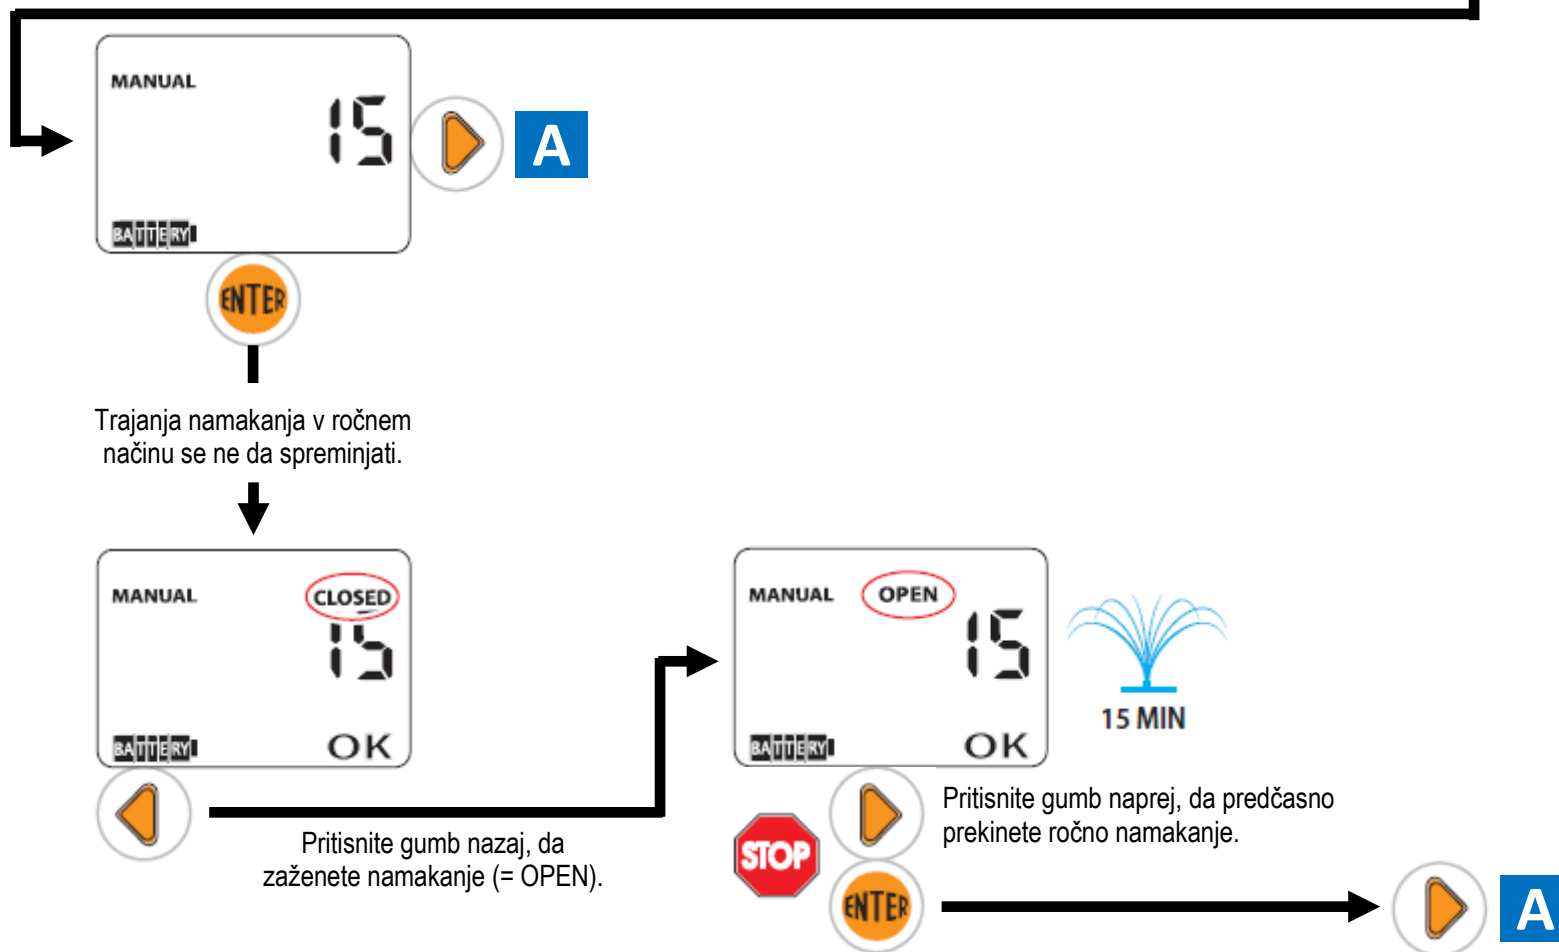 MANUAL
15
A
BATTERY
ENTER
Trajanja namakanja v ročnem
načinu se ne da spreminjati.
MANUAL
CLOSED
15
BATTERY
OK
Pritisnite gumb nazaj, da
zaženete namakanje (= OPEN).
MANUAL
OPEN
15
BATTERY
OK
15 MIN
Pritisnite gumb naprej, da predčasno
prekinete ročno namakanje.
STOP
ENTER
A